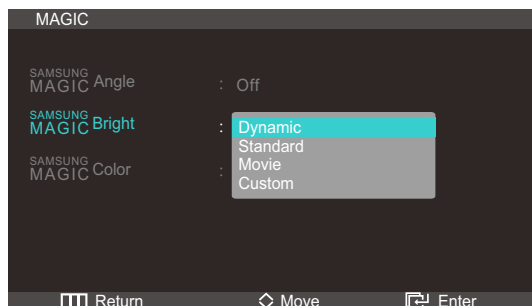 MAGIC
SAMSUNG
MAGIC Angle : Off
SAMSUNG
MAGIC Bright : Dynamic
Standard
Movie
Custom
SAMSUNG
MAGIC Color :
Return Move Enter